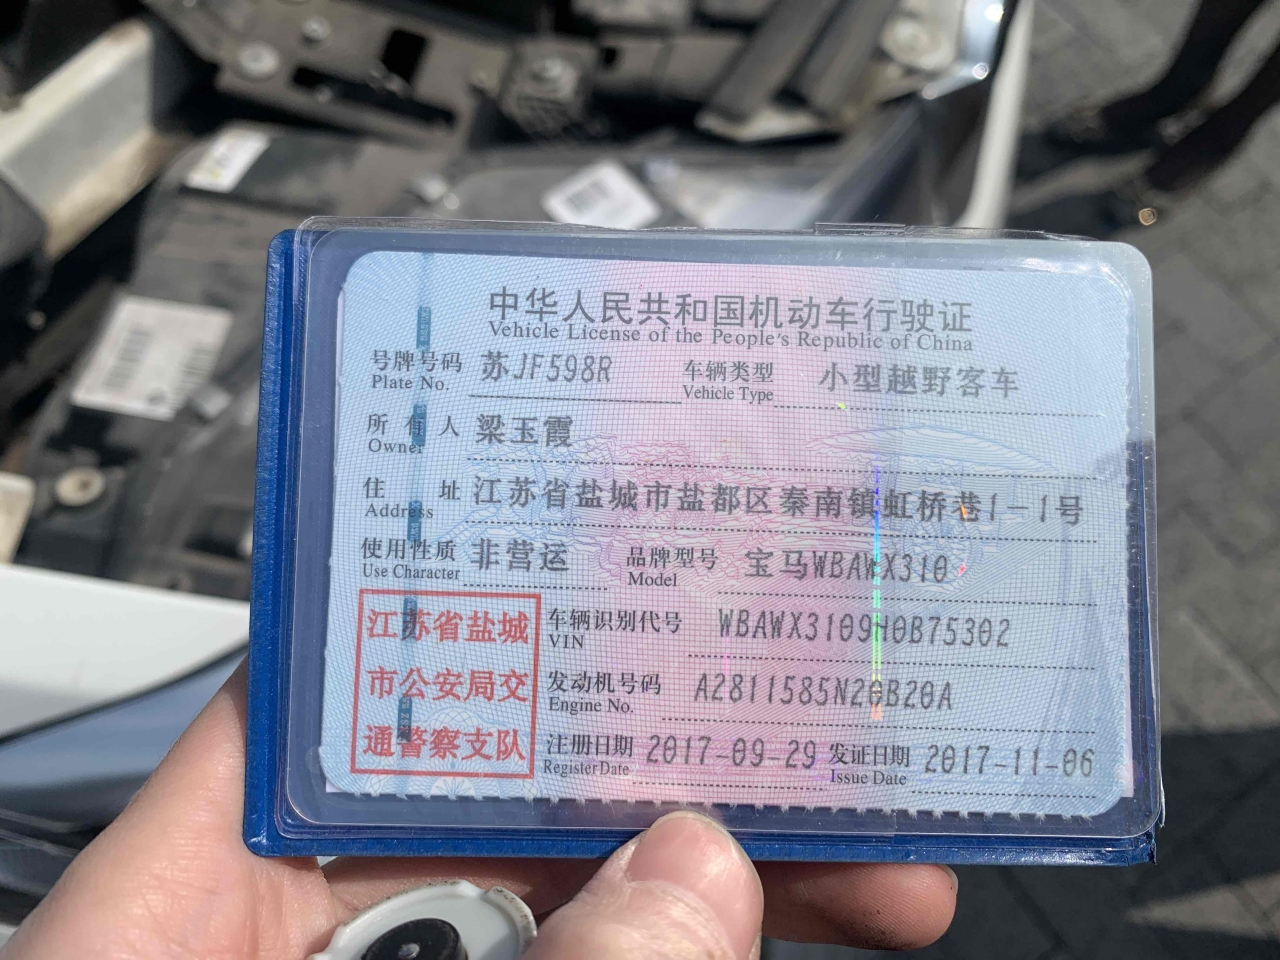 中华人民共和国机动车行驶证
Vehicle License of the People's Republic of China
号牌号码 苏JF598R 车辆类型 小型越野客车
Plate No. Vehicle Type
所有人 梁玉霞
Owner
住址 江苏省盐城市盐都区秦南镇虹桥巷1-1号
Address
使用性质 非营运 品牌型号 宝马WBAWX310
Use Character Model
江苏省盐城 车辆识别代号 WBAWX3109H0B75302
VIN
市公安局交 发动机号码 A2811585N20B20A
Engine No.
通警察支队 注册日期 2017-09-29 发证日期 2017-11-06
Register Date Issue Date